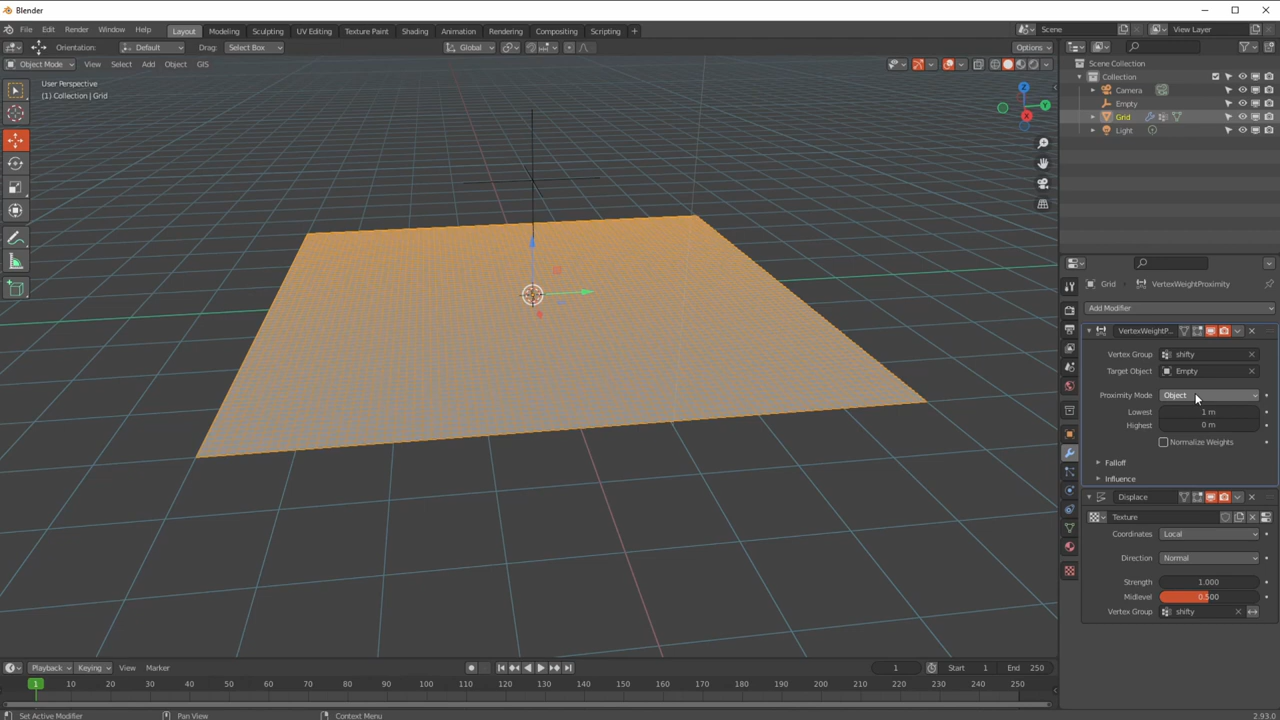 Blender
File Edit Render Window Help Layout Modeling Sculpting UV Editing Texture Paint Shading Animation Rendering Compositing Scripting + Scene View Layer
Orientation: Default Drag: Select Box Global Options
Object Mode View Select Add Object GIS
User Perspective
(1) Collection | Grid
Z
Y
X
Scene Collection
Collection
Camera
Empty
Grid
Light
Grid VertexWeightProximity
Add Modifier
VertexWeightP...
Vertex Group shifty
Target Object Empty
Proximity Mode Object
Lowest 1 m
Highest 0 m
Normalize Weights
Falloff
Influence
Displace
Texture
Coordinates Local
Direction Normal
Strength 1.000
Midlevel 0.500
Vertex Group shifty
Playback Keying View Marker 1 Start 1 End 250
1 10 20 30 40 50 60 70 80 90 100 110 120 130 140 150 160 170 180 190 200 210 220 230 240 250
Set Active Modifier Pan View Context Menu 2.93.0